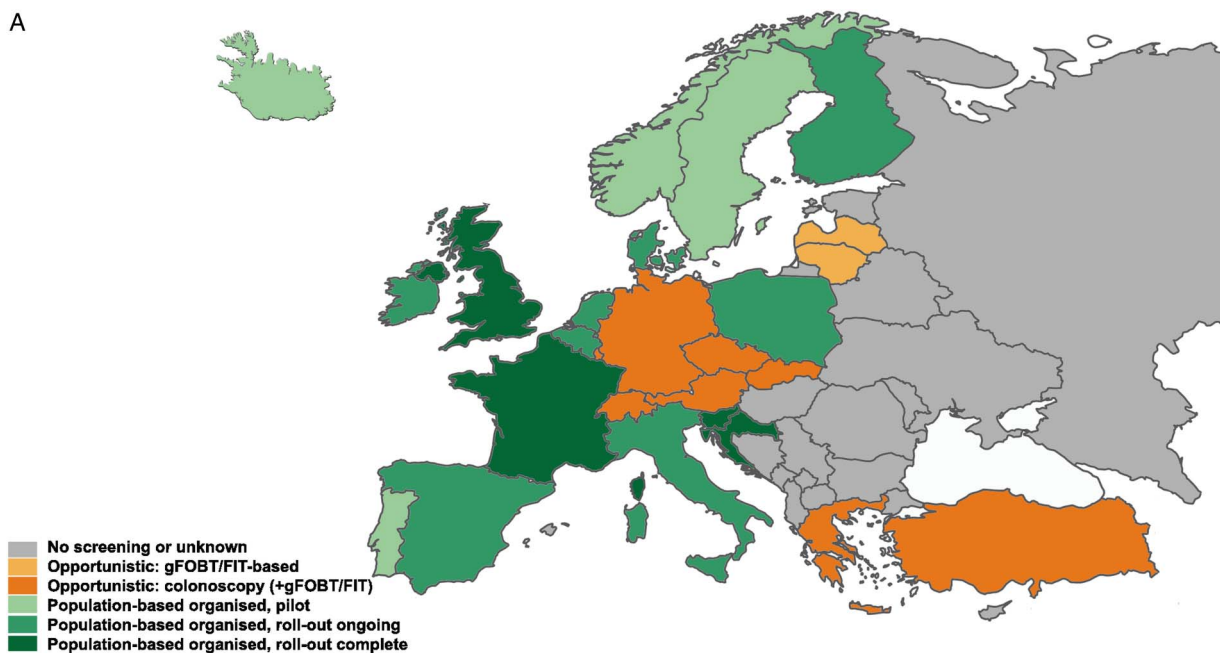 A
No screening or unknown
Opportunistic: gFOBT/FIT-based
Opportunistic: colonoscopy (+gFOBT/FIT)
Population-based organised, pilot
Population-based organised, roll-out ongoing
Population-based organised, roll-out complete